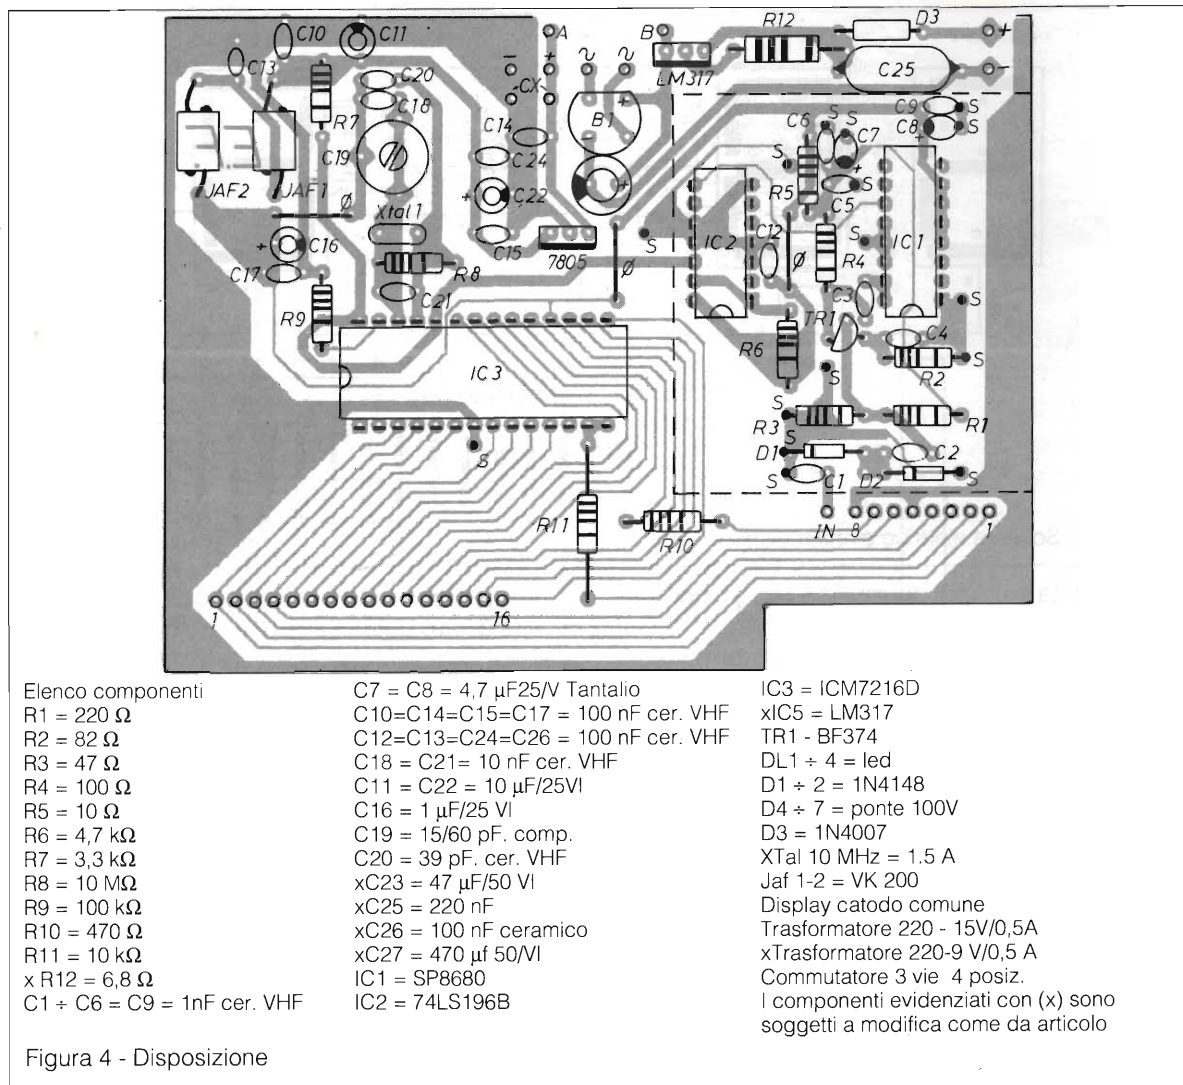 C10
C11
A
B
R12
D3
+
C13
C20
-
+
∿
∿
LM317
C25
-
CX
C18
R7
C14
B1
+
-
C9
S
C6
S
S
C8
S
C7
C19
C24
S
R5
+
JAF2
JAF1
Ø
+
C22
+
C5
S
Xtal 1
+
C16
C15
7805
S
IC2
C12
R4
S
IC1
C17
R8
Ø
Ø
C21
C3
S
R9
TR1
C4
R6
S
IC3
S
R2
S
R3
R1
S
S
D1
C2
S
C1
D2
S
R11
R10
IN
8
1
1
16
Elenco componenti
R1 = 220 Ω
R2 = 82 Ω
R3 = 47 Ω
R4 = 100 Ω
R5 = 10 Ω
R6 = 4,7 kΩ
R7 = 3,3 kΩ
R8 = 10 MΩ
R9 = 100 kΩ
R10 = 470 Ω
R11 = 10 kΩ
x R12 = 6,8 Ω
C1 ÷ C6 = C9 = 1nF cer. VHF
C7 = C8 = 4,7 µF25/V Tantalio
C10=C14=C15=C17 = 100 nF cer. VHF
C12=C13=C24=C26 = 100 nF cer. VHF
C18 = C21= 10 nF cer. VHF
C11 = C22 = 10 µF/25Vl
C16 = 1 µF/25 Vl
C19 = 15/60 pF. comp.
C20 = 39 pF. cer. VHF
xC23 = 47 µF/50 Vl
xC25 = 220 nF
xC26 = 100 nF ceramico
xC27 = 470 µf 50/Vl
IC1 = SP8680
IC2 = 74LS196B
IC3 = ICM7216D
xIC5 = LM317
TR1 - BF374
DL1 ÷ 4 = led
D1 ÷ 2 = 1N4148
D4 ÷ 7 = ponte 100V
D3 = 1N4007
XTal 10 MHz = 1.5 A
Jaf 1-2 = VK 200
Display catodo comune
Trasformatore 220 - 15V/0,5A
xTrasformatore 220-9 V/0,5 A
Commutatore 3 vie 4 posiz.
I componenti evidenziati con (x) sono
soggetti a modifica come da articolo
Figura 4 - Disposizione